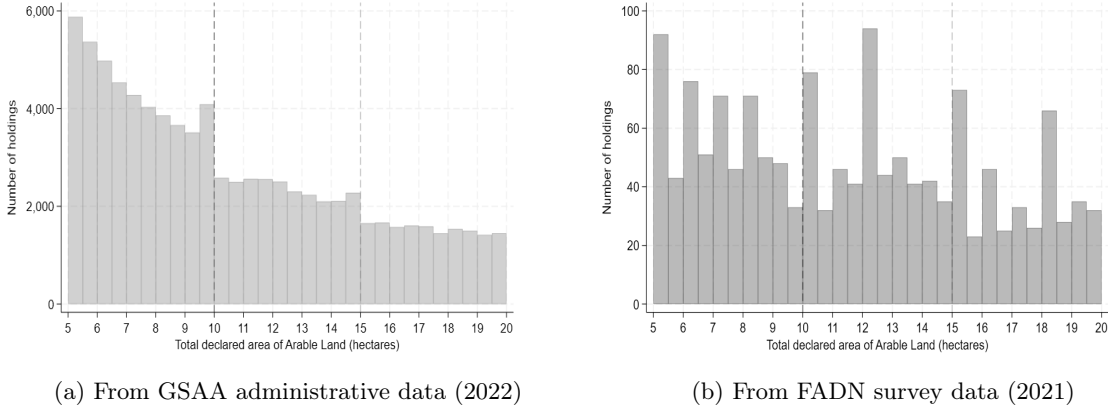 6,000
4,000
2,000
0
Number of holdings
5 6 7 8 9 10 11 12 13 14 15 16 17 18 19 20
Total declared area of Arable Land (hectares)
(a) From GSAA administrative data (2022)
100
80
60
40
20
0
Number of holdings
5 6 7 8 9 10 11 12 13 14 15 16 17 18 19 20
Total declared area of Arable Land (hectares)
(b) From FADN survey data (2021)